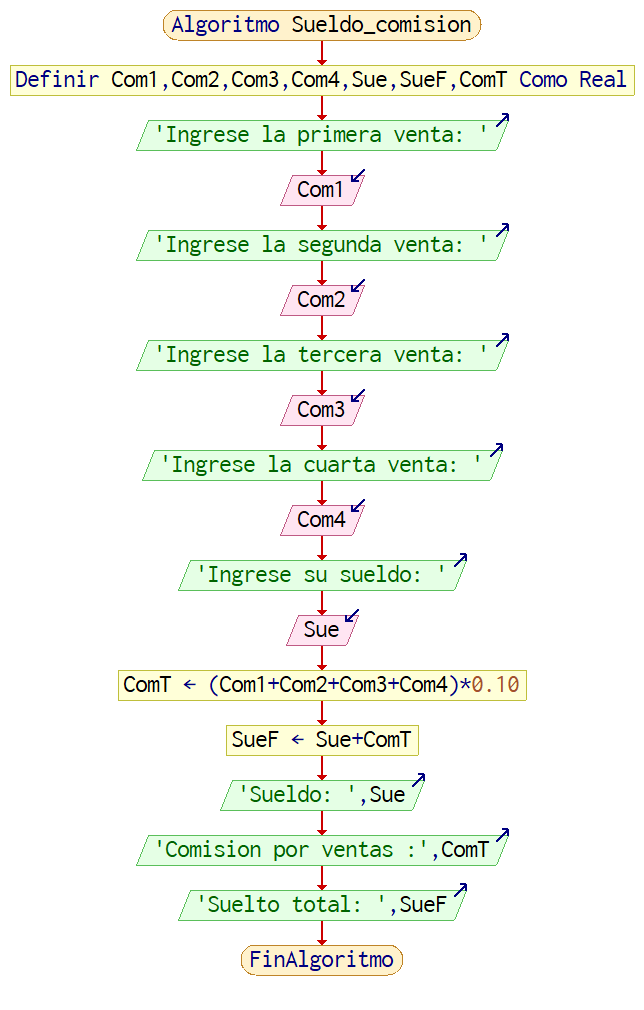 Algoritmo Sueldo_comision
Definir Com1,Com2,Com3,Com4,Sue,SueF,ComT Como Real
'Ingrese la primera venta: '
Com1
'Ingrese la segunda venta: '
Com2
'Ingrese la tercera venta: '
Com3
'Ingrese la cuarta venta: '
Com4
'Ingrese su sueldo: '
Sue
ComT ← (Com1+Com2+Com3+Com4)*0.10
SueF ← Sue+ComT
'Sueldo: ',Sue
'Comision por ventas :',ComT
'Suelto total: ',SueF
FinAlgoritmo